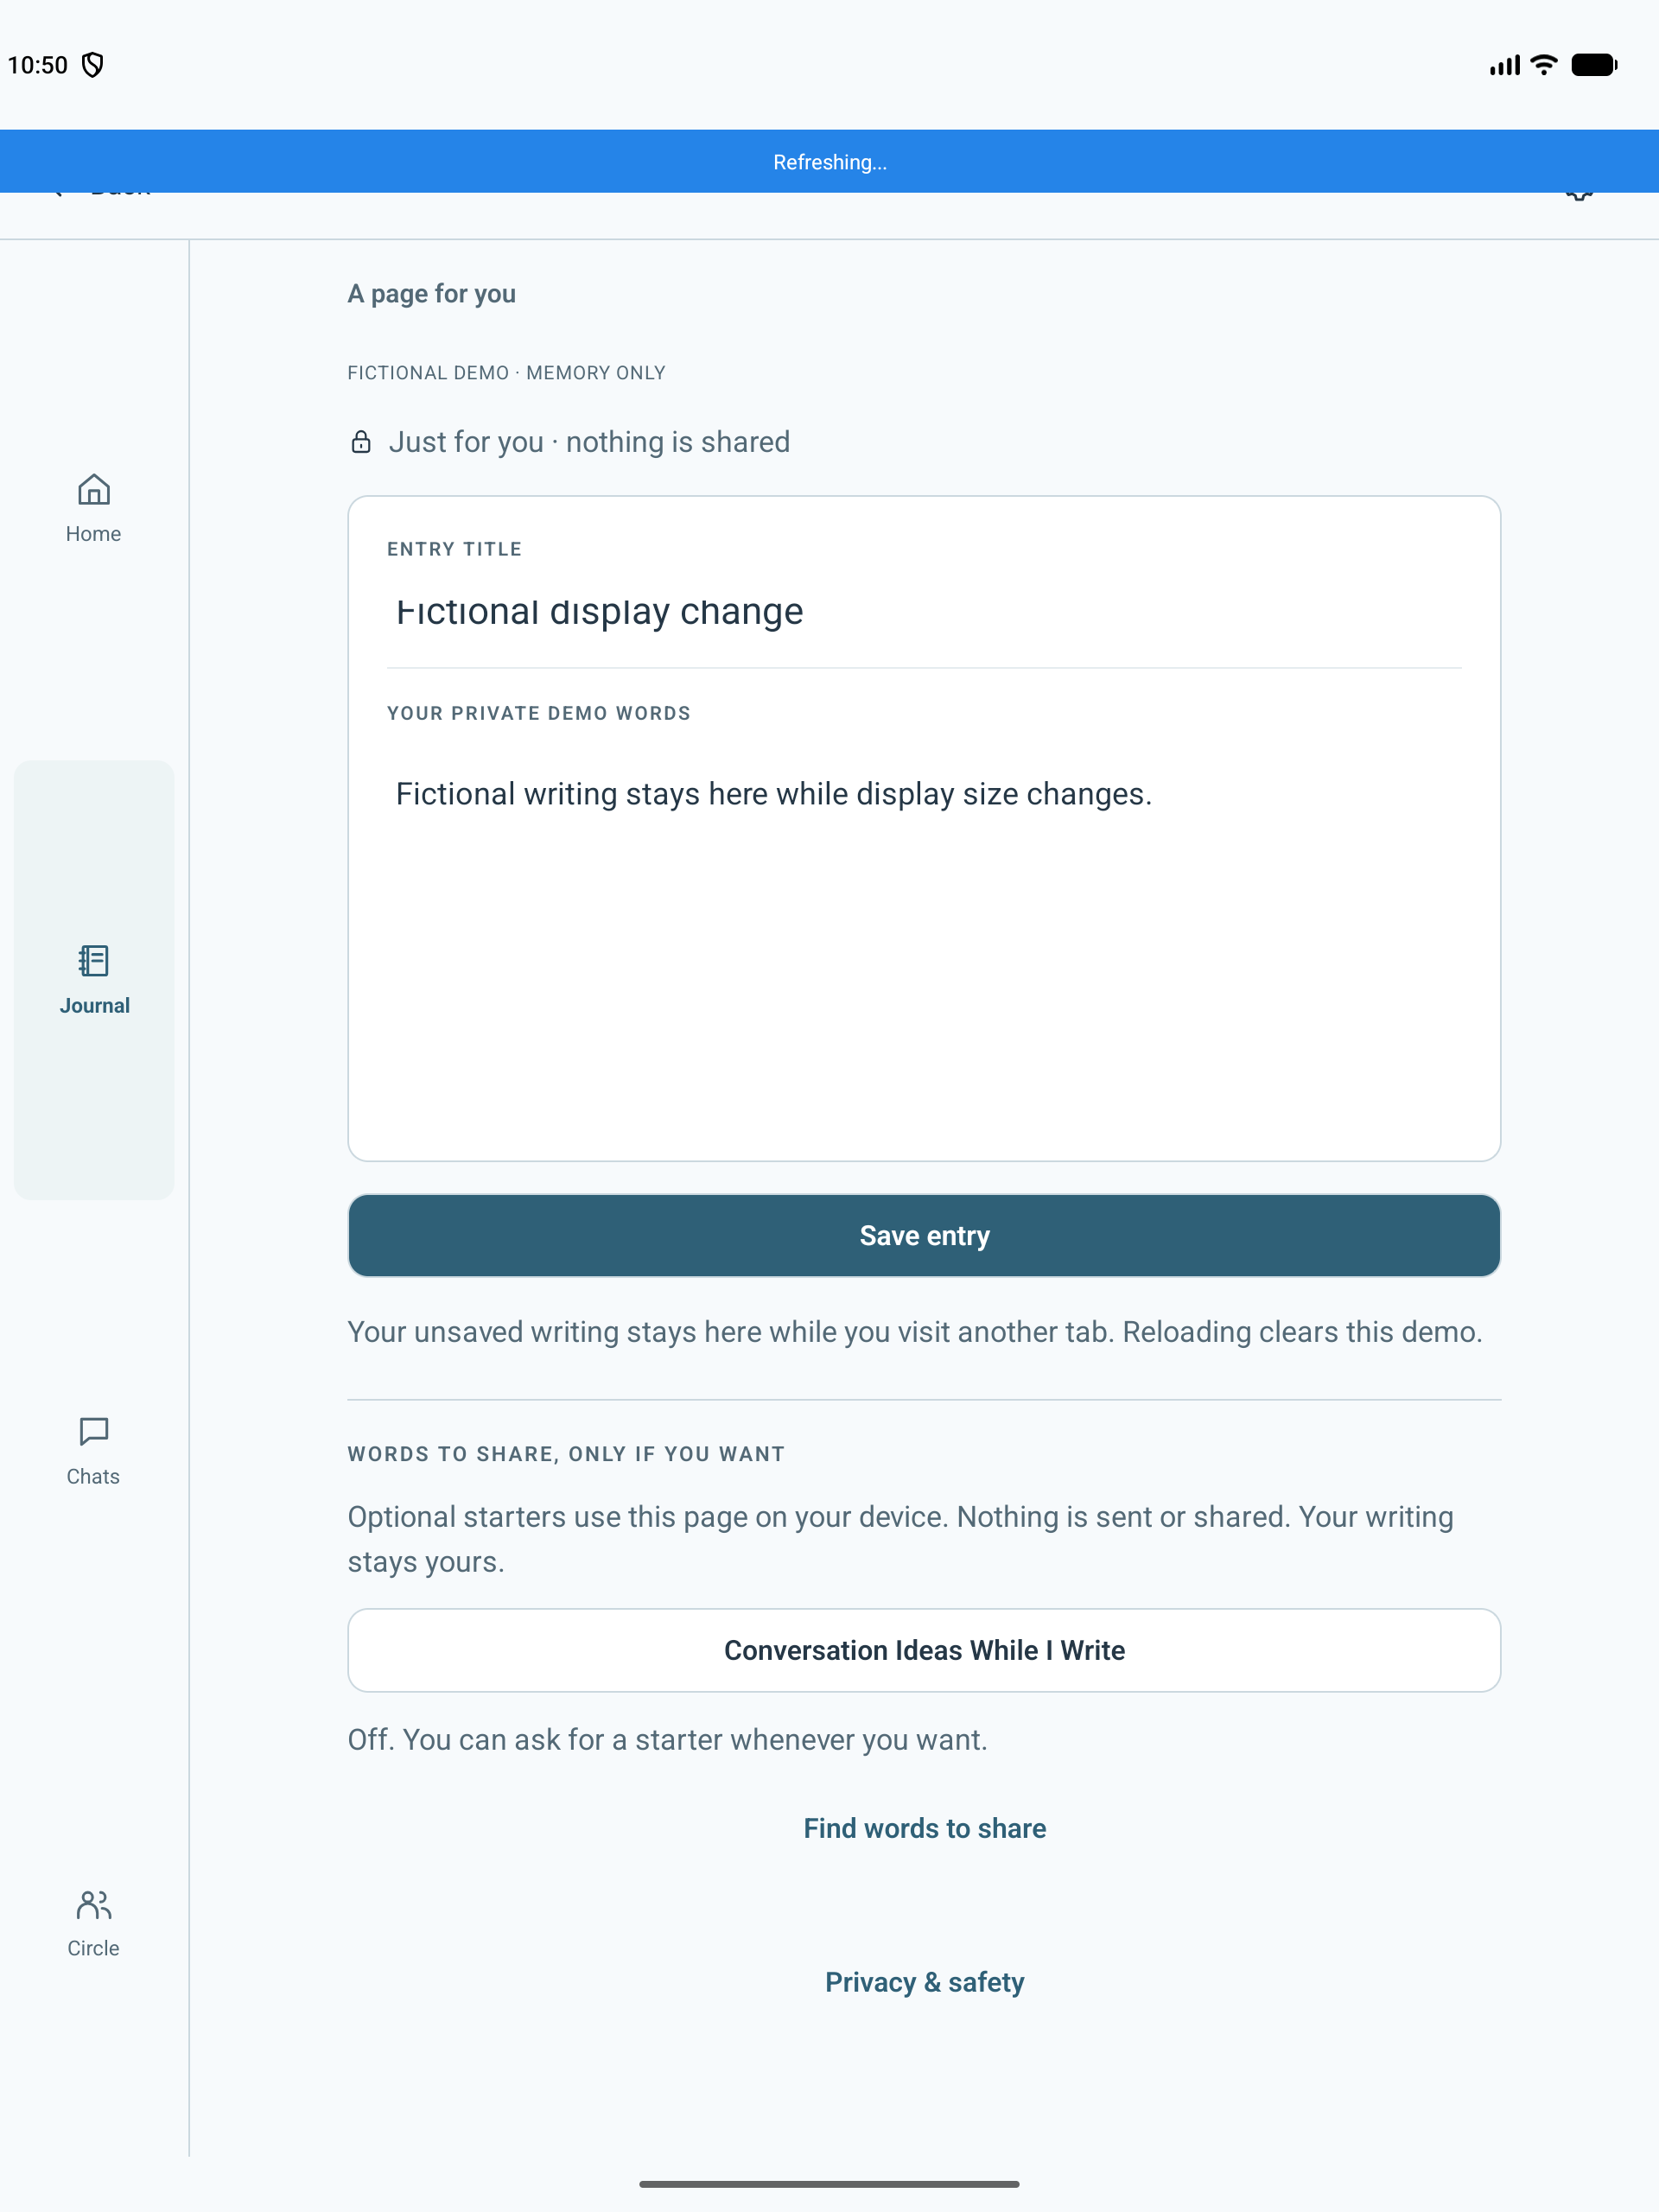 10:50
Refreshing...
A page for you
FICTIONAL DEMO · MEMORY ONLY
Just for you · nothing is shared
ENTRY TITLE
Fictional display change
YOUR PRIVATE DEMO WORDS
Fictional writing stays here while display size changes.
Save entry
Your unsaved writing stays here while you visit another tab. Reloading clears this demo.
WORDS TO SHARE, ONLY IF YOU WANT
Optional starters use this page on your device. Nothing is sent or shared. Your writing
stays yours.
Conversation Ideas While I Write
Off. You can ask for a starter whenever you want.
Find words to share
Privacy & safety
Home
Journal
Chats
Circle